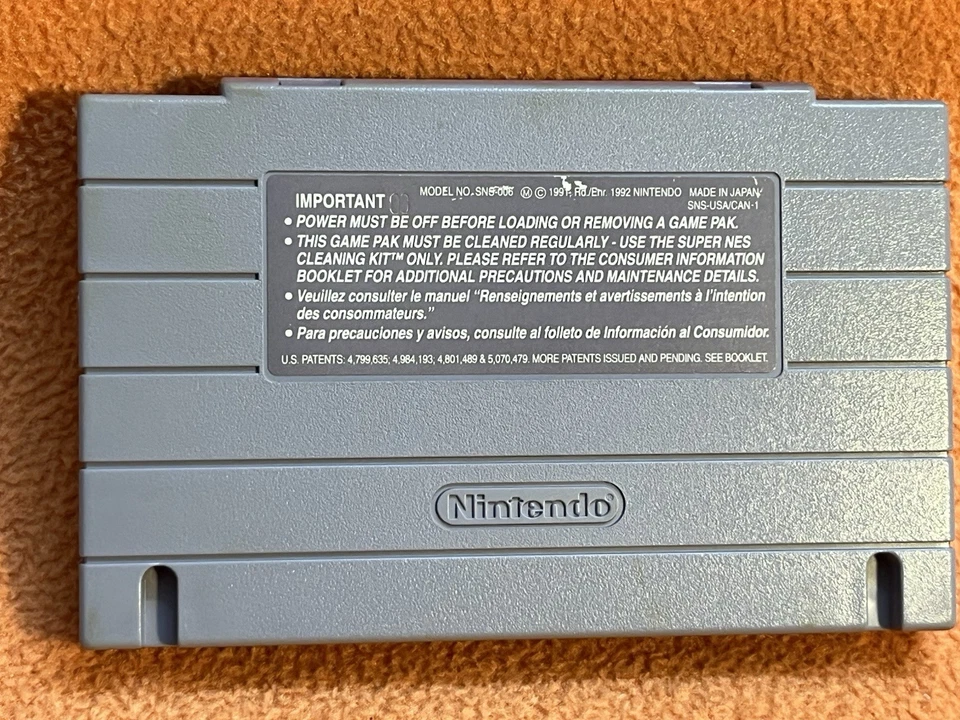 IMPORTANT MODEL NO. SNS-006 Ⓜ © 1991, Rd./Enr. 1992 NINTENDO MADE IN JAPAN
SNS-USA/CAN-1
• POWER MUST BE OFF BEFORE LOADING OR REMOVING A GAME PAK.
• THIS GAME PAK MUST BE CLEANED REGULARLY - USE THE SUPER NES
CLEANING KIT™ ONLY. PLEASE REFER TO THE CONSUMER INFORMATION
BOOKLET FOR ADDITIONAL PRECAUTIONS AND MAINTENANCE DETAILS.
• Veuillez consulter le manuel “Renseignements et avertissements à l’intention
des consommateurs.”
• Para precauciones y avisos, consulte al folleto de Información al Consumidor.
U.S. PATENTS: 4,799,635; 4,984,193; 4,801,489 & 5,070,479. MORE PATENTS ISSUED AND PENDING. SEE BOOKLET.
Nintendo®